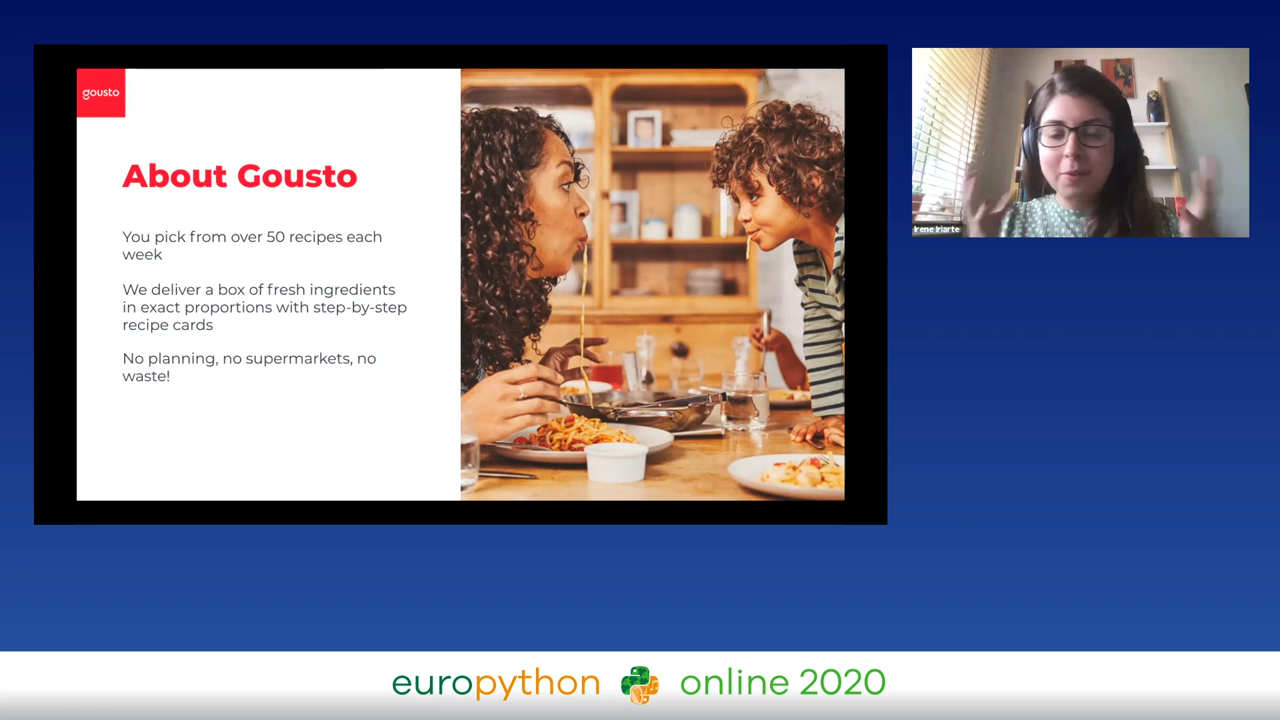 gousto
About Gousto
You pick from over 50 recipes each
week
We deliver a box of fresh ingredients
in exact proportions with step-by-step
recipe cards
No planning, no supermarkets, no
waste!
Irene Iriarte
europython online 2020